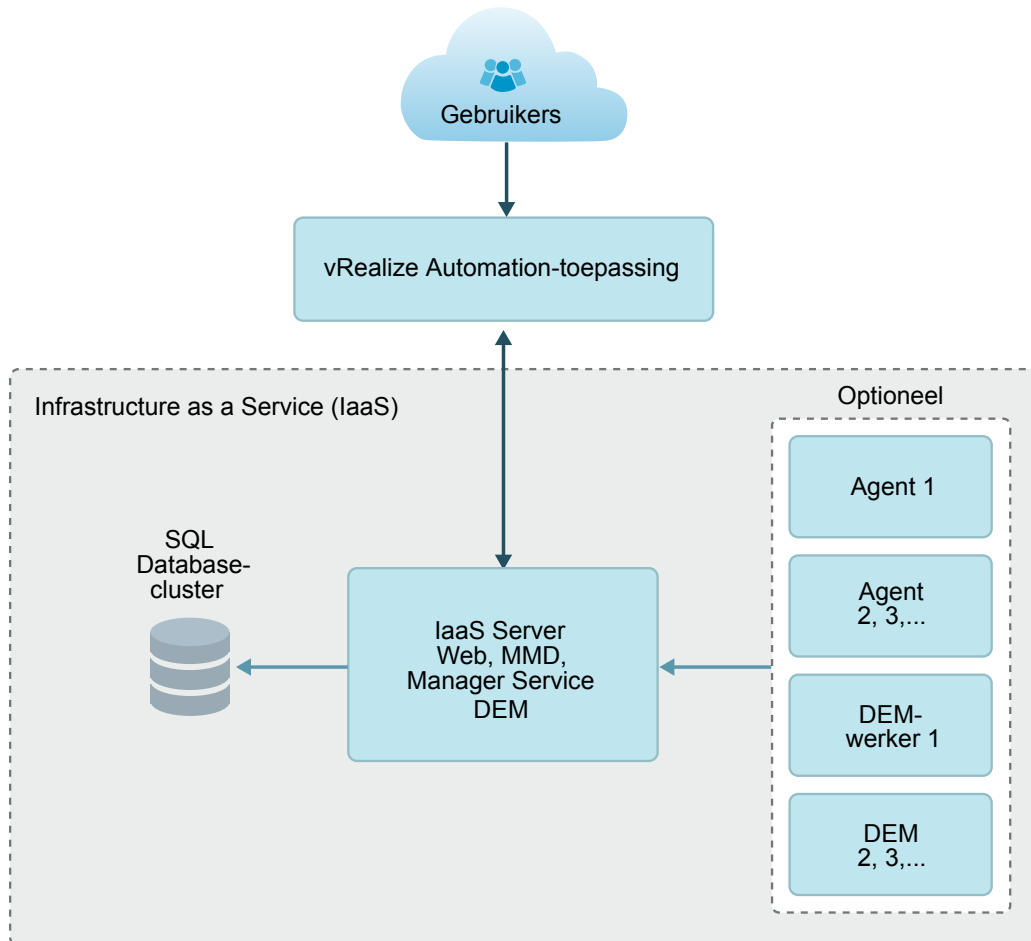 Gebruikers
vRealize Automation-toepassing
Infrastructure as a Service (IaaS)
Optioneel
Agent 1
Agent
2, 3,...
DEM-
werker 1
DEM
2, 3,...
SQL
Database-
cluster
IaaS Server
Web, MMD,
Manager Service
DEM